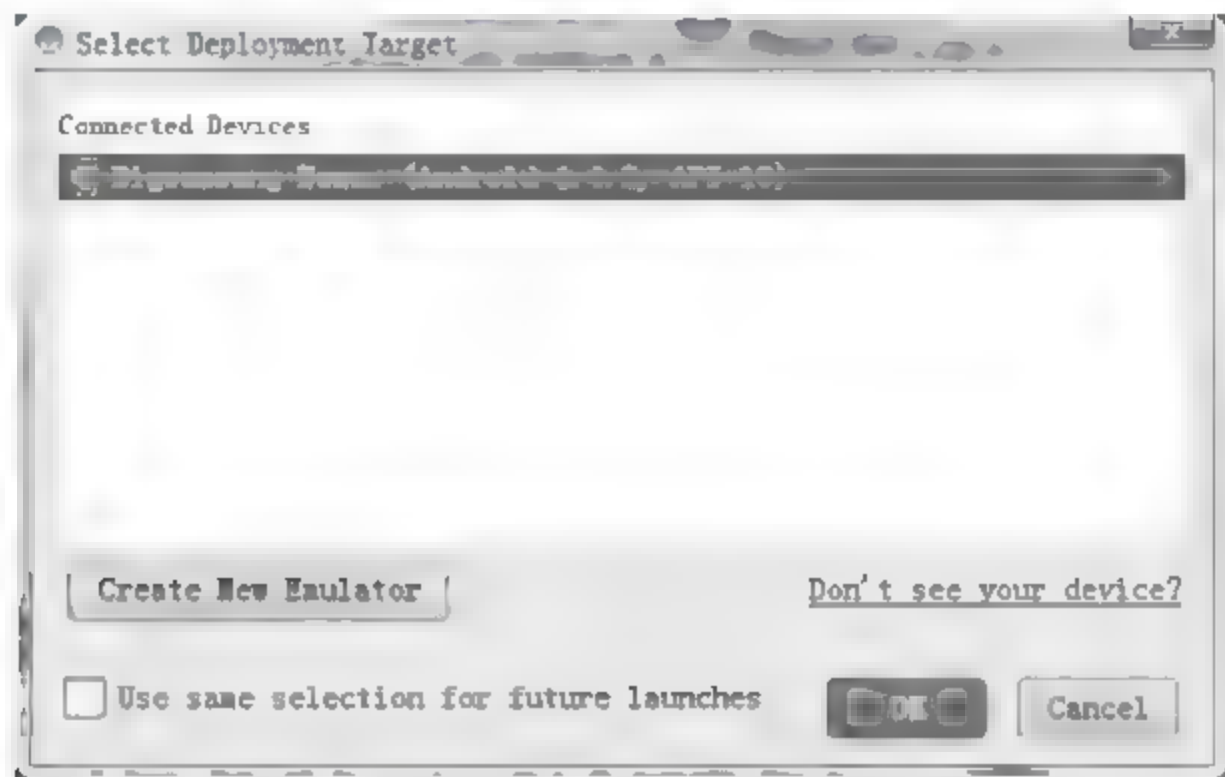 Select Deployment Target
Connected Devices
Create New Emulator
Don't see your device?
Use same selection for future launches
OK
Cancel